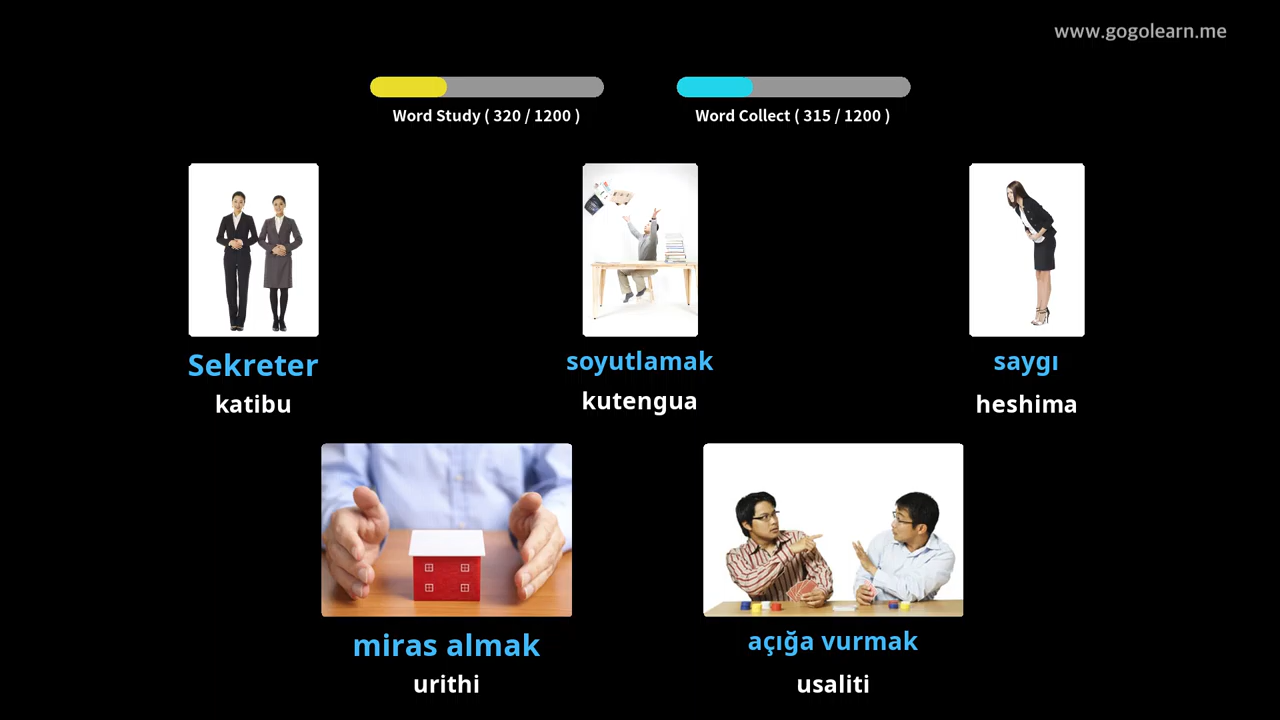 www.gogolearn.me
Word Study ( 320 / 1200 )
Word Collect ( 315 / 1200 )
Sekreter
katibu
soyutlamak
kutengua
saygı
heshima
miras almak
urithi
açığa vurmak
usaliti